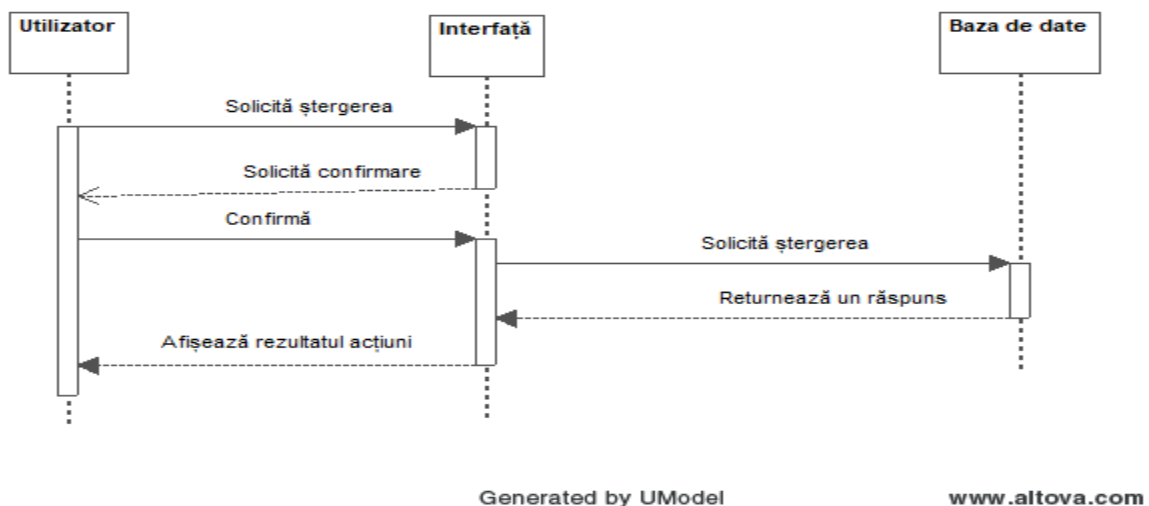 Utilizator
Interfață
Baza de date
Solicită ștergerea
Solicită confirmare
Confirmă
Solicită ștergerea
Returnează un răspuns
Afișează rezultatul acțiuni
Generated by UModel
www.altova.com